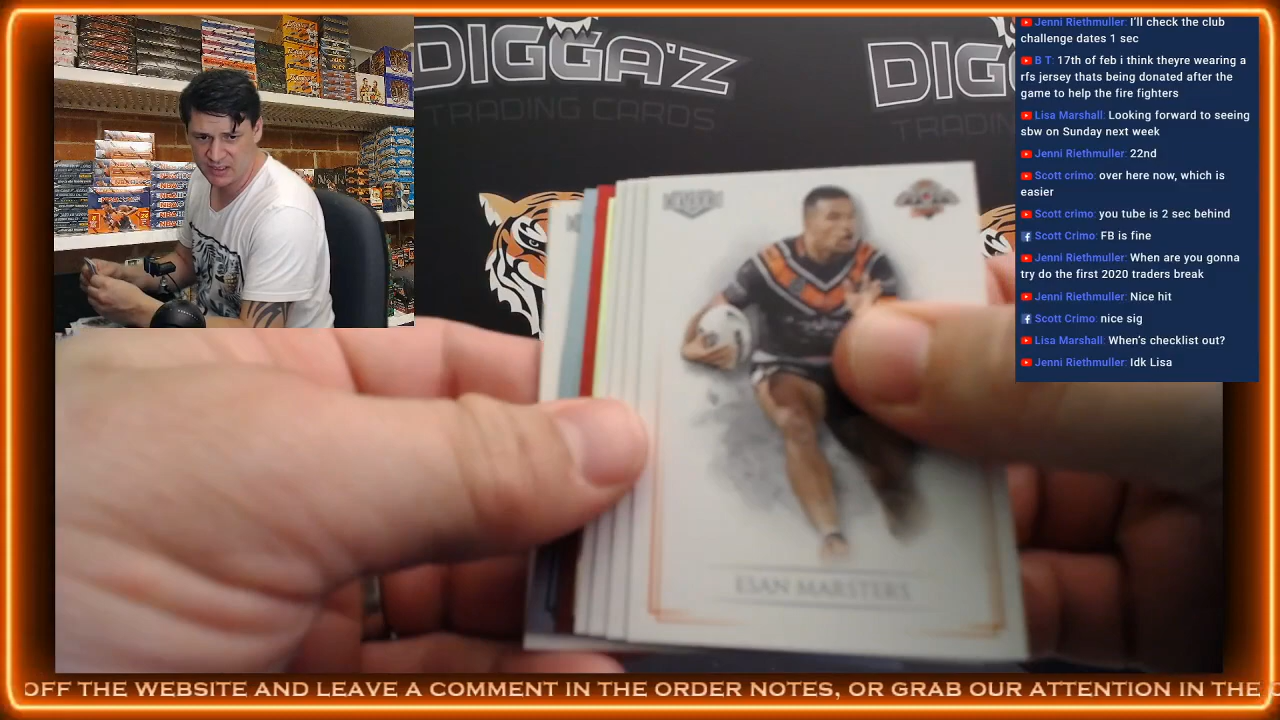 DIGGA'Z
TRADING CARDS
DIG
TRADIN
Jenni Riethmuller: I'll check the club
challenge dates 1 sec
B T: 17th of feb i think theyre wearing a
rfs jersey thats being donated after the
game to help the fire fighters
Lisa Marshall: Looking forward to seeing
sbw on Sunday next week
Jenni Riethmuller: 22nd
Scott crimo: over here now, which is
easier
Scott crimo: you tube is 2 sec behind
Scott Crimo: FB is fine
Jenni Riethmuller: When are you gonna
try do the first 2020 traders break
Jenni Riethmuller: Nice hit
Scott Crimo: nice sig
Lisa Marshall: When's checklist out?
Jenni Riethmuller: Idk Lisa
ESAN MARSTERS
OFF THE WEBSITE AND LEAVE A COMMENT IN THE ORDER NOTES, OR GRAB OUR ATTENTION IN THE